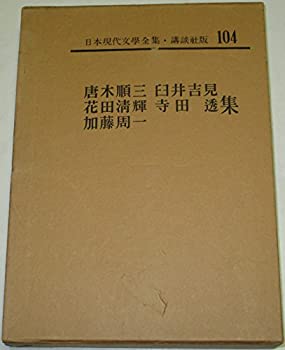 日本現代文學全集・講談社版 104
唐木順三 臼井吉見
花田清輝 寺田 透集
加藤周一